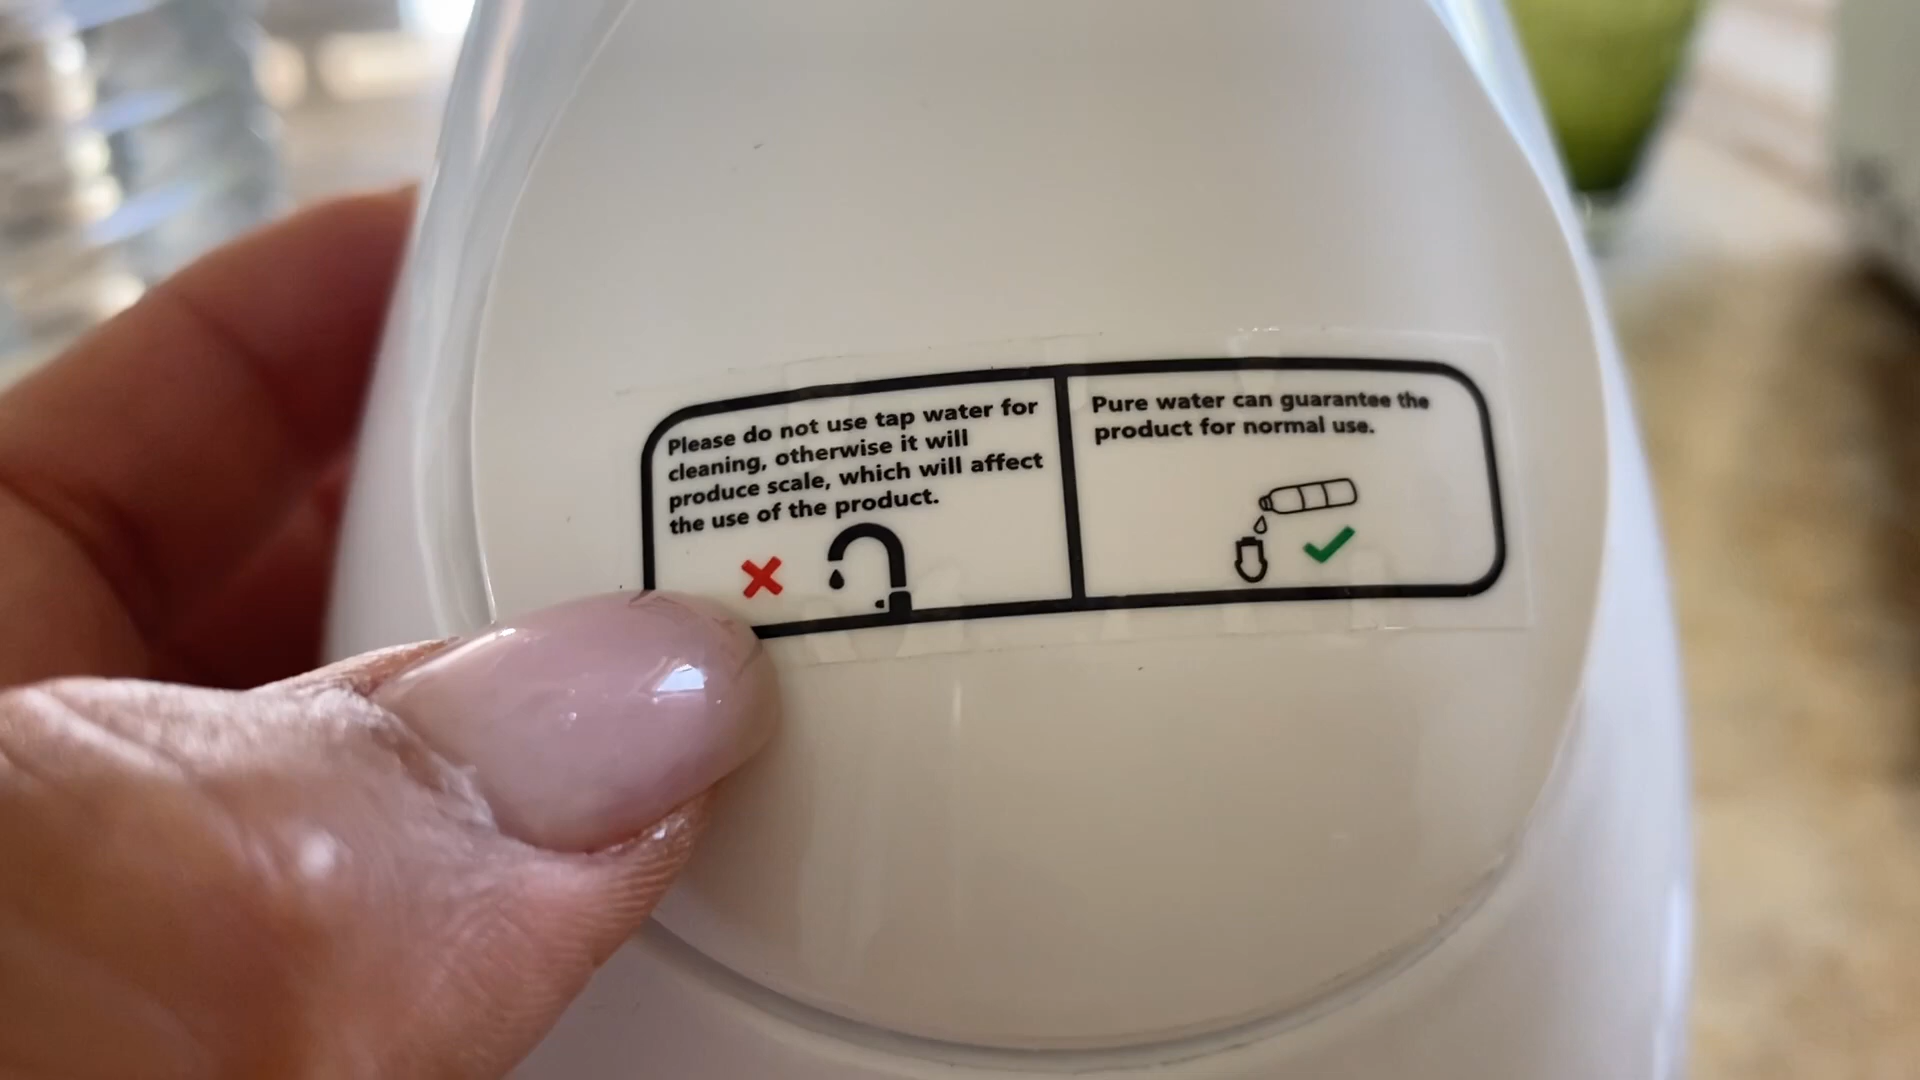 Please do not use tap water for
cleaning, otherwise it will
produce scale, which will affect
the use of the product.
Pure water can guarantee the
product for normal use.